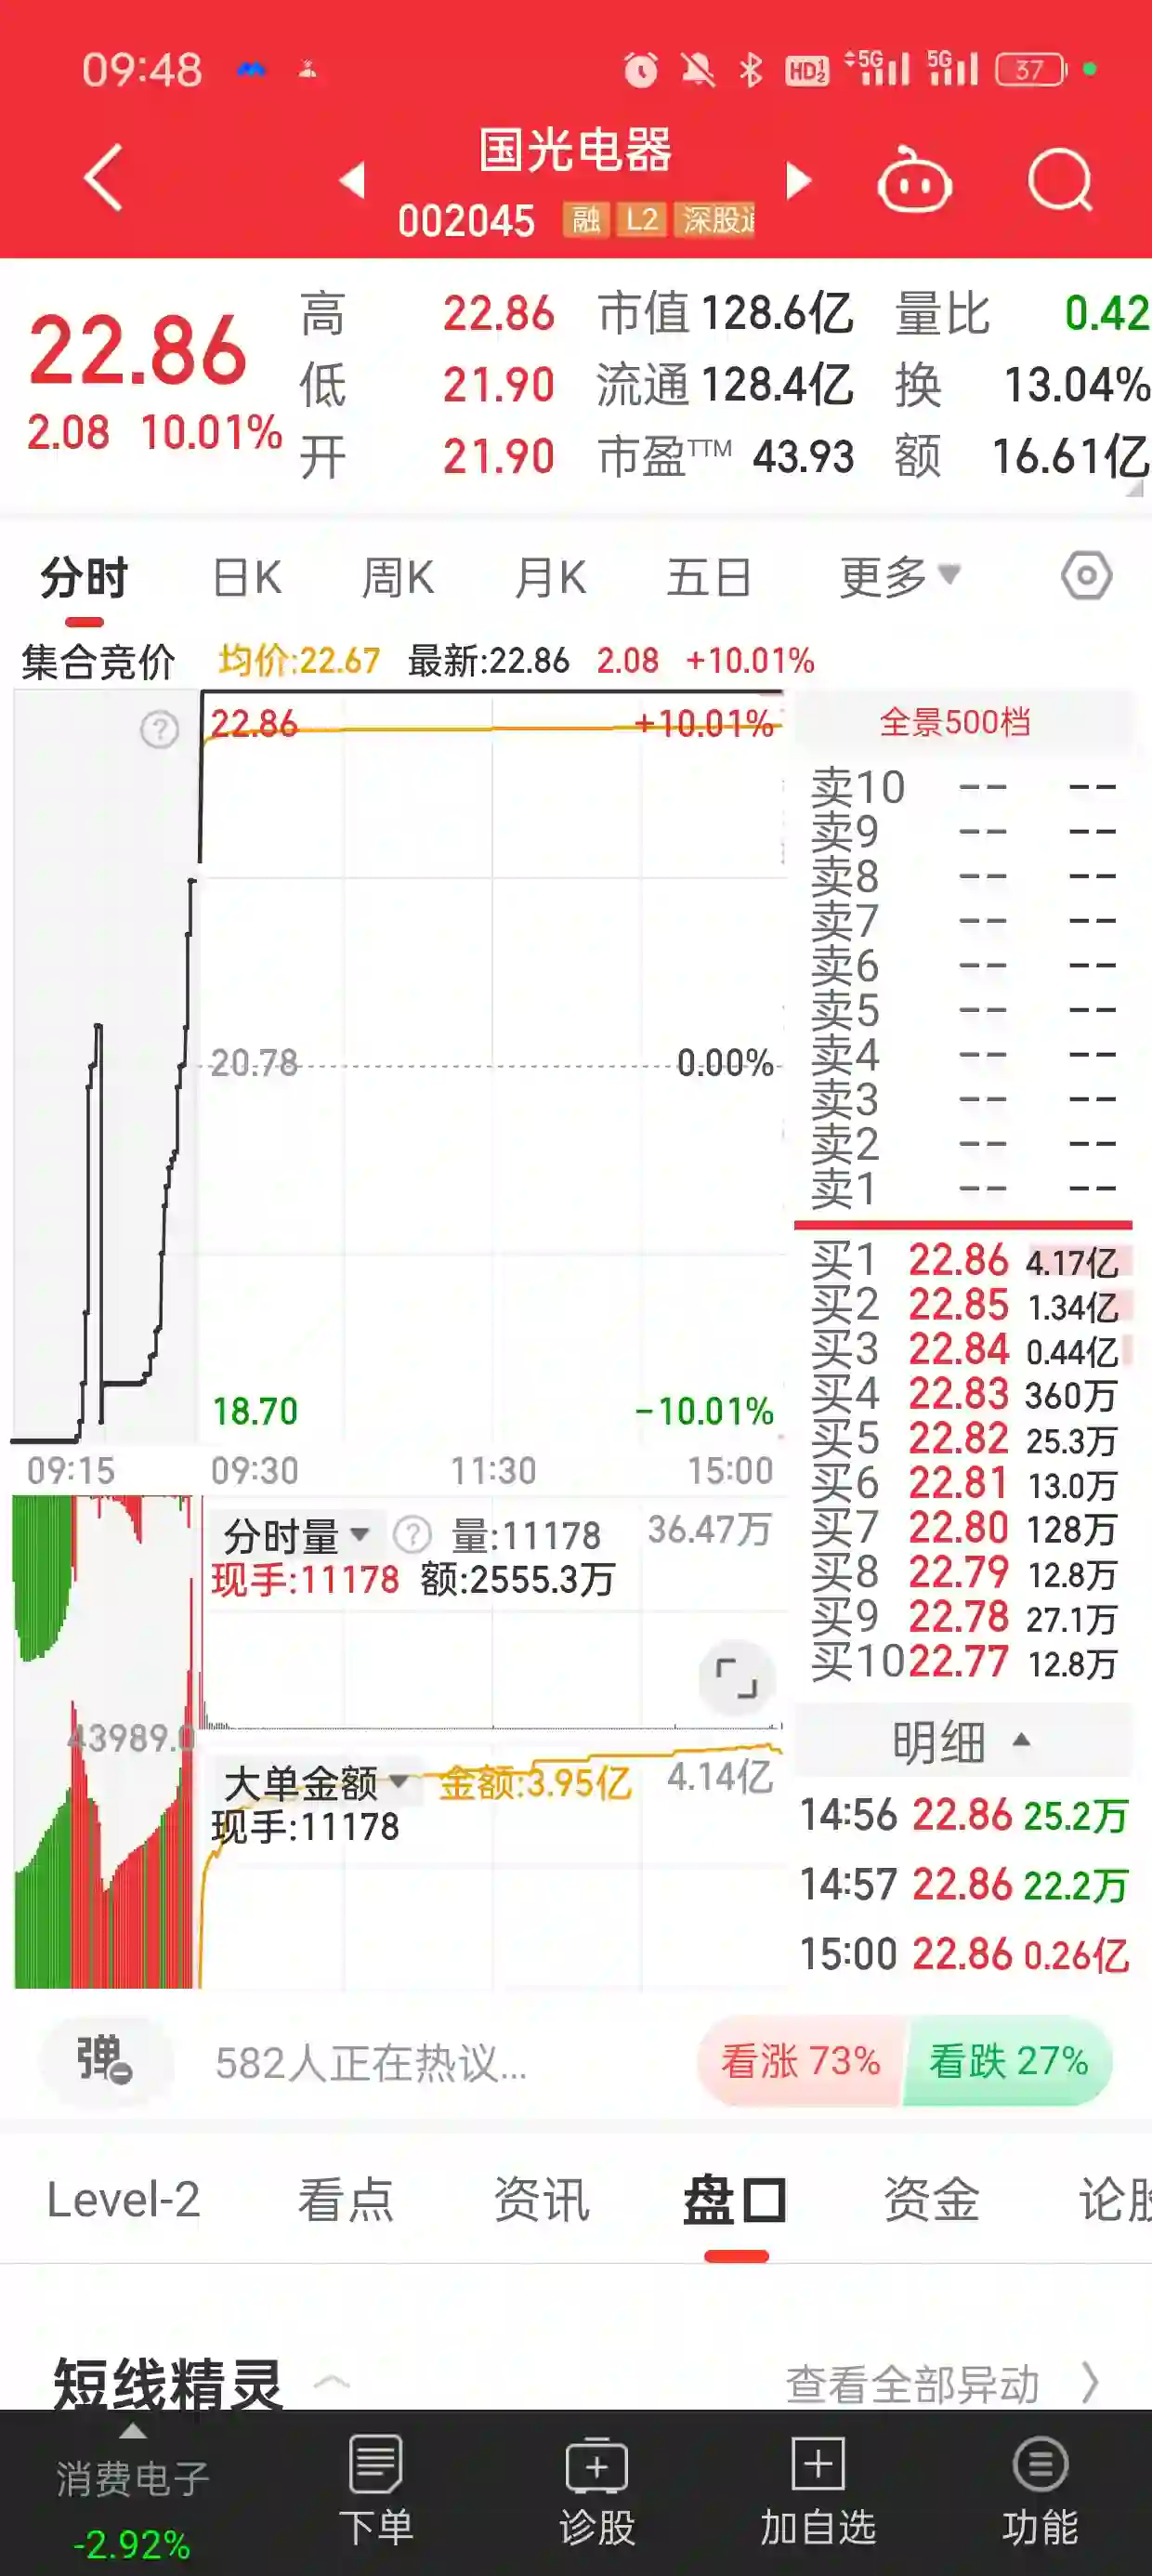 09:48 HD 1 2 5G 5G 37
国光电器
002045 融 L2 深股通
22.86 高 22.86 市值 128.6亿 量比 0.42
低 21.90 流通 128.4亿 换 13.04%
2.08 10.01% 开 21.90 市盈TTM 43.93 额 16.61亿
分时 日K 周K 月K 五日 更多
集合竞价 均价:22.67 最新:22.86 2.08 +10.01%
22.86 +10.01%
20.78 0.00%
18.70 -10.01%
09:15 09:30 11:30 15:00
分时量 ? 量:11178 36.47万
现手:11178 额:2555.3万
43989.0
大单金额 金额:3.95亿 4.14亿
现手:11178
全景500档
卖10 -- --
卖9 -- --
卖8 -- --
卖7 -- --
卖6 -- --
卖5 -- --
卖4 -- --
卖3 -- --
卖2 -- --
卖1 -- --
买1 22.86 4.17亿
买2 22.85 1.34亿
买3 22.84 0.44亿
买4 22.83 360万
买5 22.82 25.3万
买6 22.81 13.0万
买7 22.80 128万
买8 22.79 12.8万
买9 22.78 27.1万
买10 22.77 12.8万
明细
14:56 22.86 25.2万
14:57 22.86 22.2万
15:00 22.86 0.26亿
弹 582人正在热议... 看涨 73% 看跌 27%
Level-2 看点 资讯 盘口 资金 论股
短线精灵 查看全部异动
消费电子
-2.92%
下单 诊股 加自选 功能